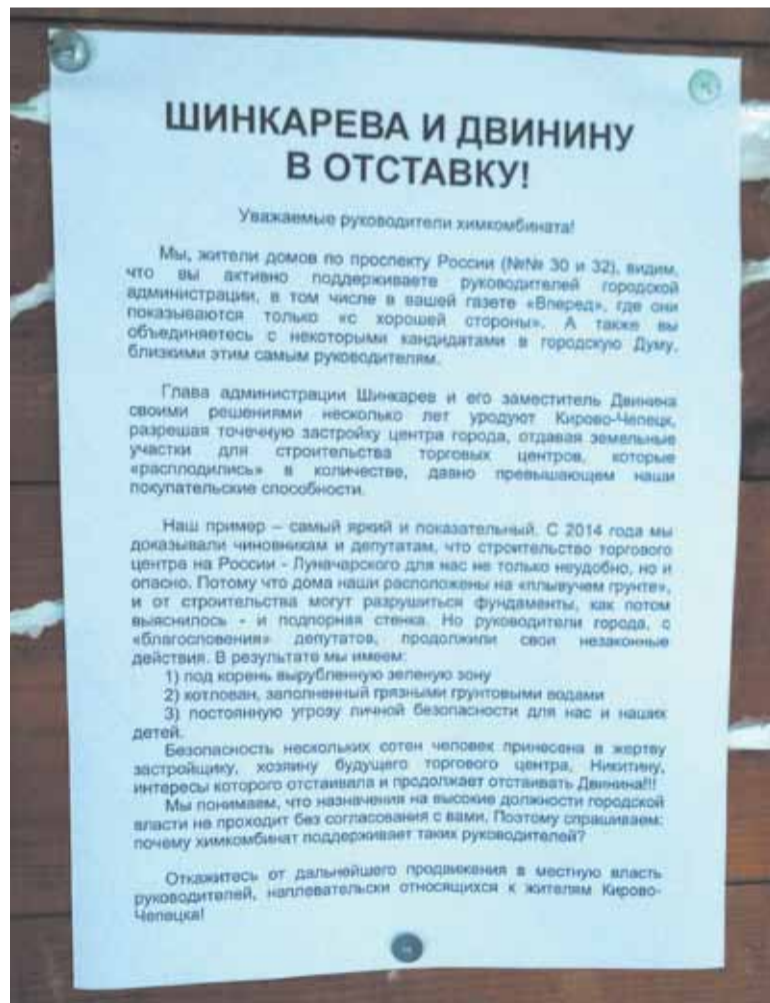 ШИНКАРЕВА И ДВИНИНУ
В ОТСТАВКУ!
Уважаемые руководители химкомбината!
Мы, жители домов по проспекту России (№№ 30 и 32), видим,
что вы активно поддерживаете руководителей городской
администрации, в том числе в вашей газете «Вперед», где они
показываются только «с хорошей стороны». А также вы
объединяетесь с некоторыми кандидатами в городскую Думу,
близкими этим самым руководителям.
Глава администрации Шинкарев и его заместитель Двинина
своими решениями несколько лет уродуют Кирово-Чепецк,
разрешая точечную застройку центра города, отдавая земельные
участки для строительства торговых центров, которые
«расплодились» в количестве, давно превышающем наши
покупательские способности.
Наш пример – самый яркий и показательный. С 2014 года мы
доказывали чиновникам и депутатам, что строительство торгового
центра на России - Луначарского для нас не только неудобно, но и
опасно. Потому что дома наши расположены на «плывучем грунте»,
и от строительства могут разрушиться фундаменты, как потом
выяснилось - и подпорная стенка. Но руководители города, с
«благословения» депутатов, продолжили свои незаконные
действия. В результате мы имеем:
1) под корень вырубленную зеленую зону
2) котлован, заполненный грязными грунтовыми водами
3) постоянную угрозу личной безопасности для нас и наших
детей.
Безопасность нескольких сотен человек принесена в жертву
застройщику, хозяину будущего торгового центра, Никитину,
интересы которого отстаивала и продолжает отстаивать Двинина!!!
Мы понимаем, что назначения на высокие должности городской
власти не проходит без согласования с вами. Поэтому спрашиваем:
почему химкомбинат поддерживает таких руководителей?
Откажитесь от дальнейшего продвижения в местную власть
руководителей, наплевательски относящихся к жителям Кирово-
Чепецка!